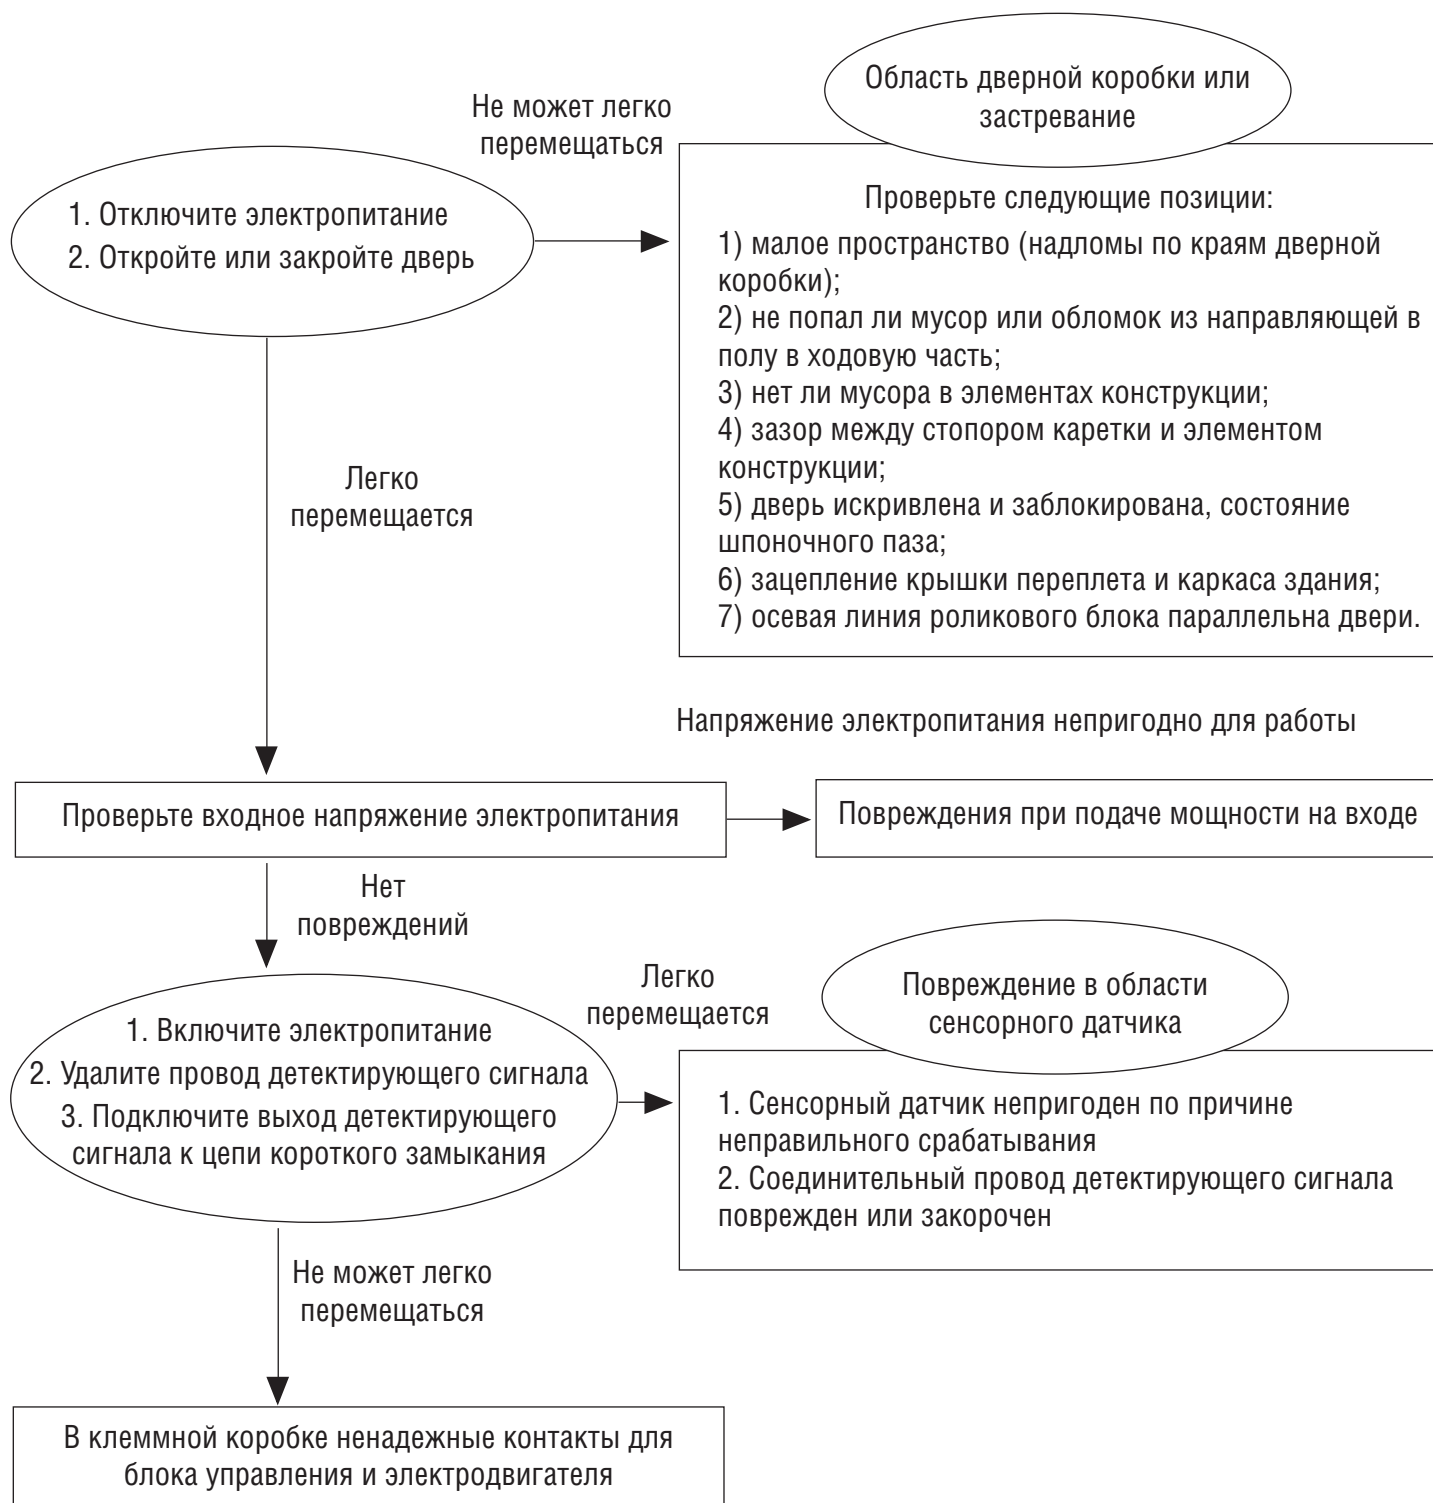 Область дверной коробки или
застревание
Не может легко
перемещаться
1. Отключите электропитание
2. Откройте или закройте дверь
Проверьте следующие позиции:
1) малое пространство (надломы по краям дверной
коробки);
2) не попал ли мусор или обломок из направляющей в
полу в ходовую часть;
3) нет ли мусора в элементах конструкции;
4) зазор между стопором каретки и элементом
конструкции;
5) дверь искривлена и заблокирована, состояние
шпоночного паза;
6) зацепление крышки переплета и каркаса здания;
7) осевая линия роликового блока параллельна двери.
Легко
перемещается
Напряжение электропитания непригодно для работы
Проверьте входное напряжение электропитания
Повреждения при подаче мощности на входе
Нет
повреждений
1. Включите электропитание
2. Удалите провод детектирующего сигнала
3. Подключите выход детектирующего
сигнала к цепи короткого замыкания
Легко
перемещается
Повреждение в области
сенсорного датчика
1. Сенсорный датчик непригоден по причине
неправильного срабатывания
2. Соединительный провод детектирующего сигнала
поврежден или закорочен
Не может легко
перемещаться
В клеммной коробке ненадежные контакты для
блока управления и электродвигателя